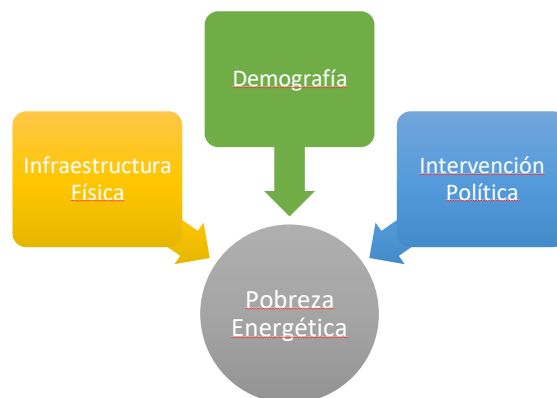 Demografía
Infraestructura
Física
Intervención
Política
Pobreza
Energética